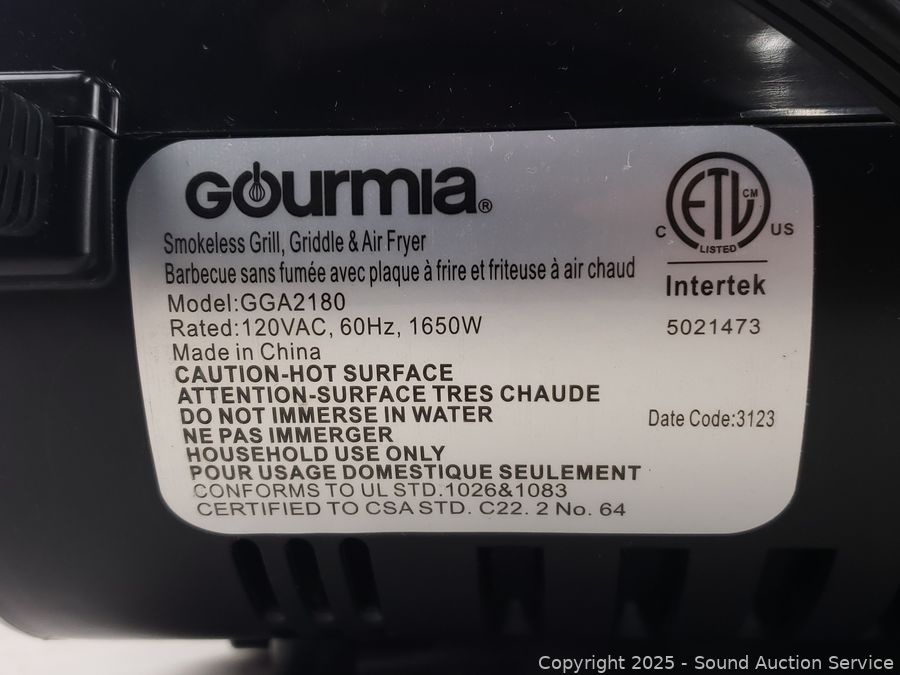 GOURMIA®
Smokeless Grill, Griddle & Air Fryer
Barbecue sans fumée avec plaque à frire et friteuse à air chaud
Model:GGA2180
Rated:120VAC, 60Hz, 1650W
Made in China
CAUTION-HOT SURFACE
ATTENTION-SURFACE TRES CHAUDE
DO NOT IMMERSE IN WATER
NE PAS IMMERGER
HOUSEHOLD USE ONLY
POUR USAGE DOMESTIQUE SEULEMENT
CONFORMS TO UL STD.1026&1083
CERTIFIED TO CSA STD. C22. 2 No. 64
ETL CM
C LISTED US
Intertek
5021473
Date Code:3123
Copyright © 2025 - Sound Auction Service